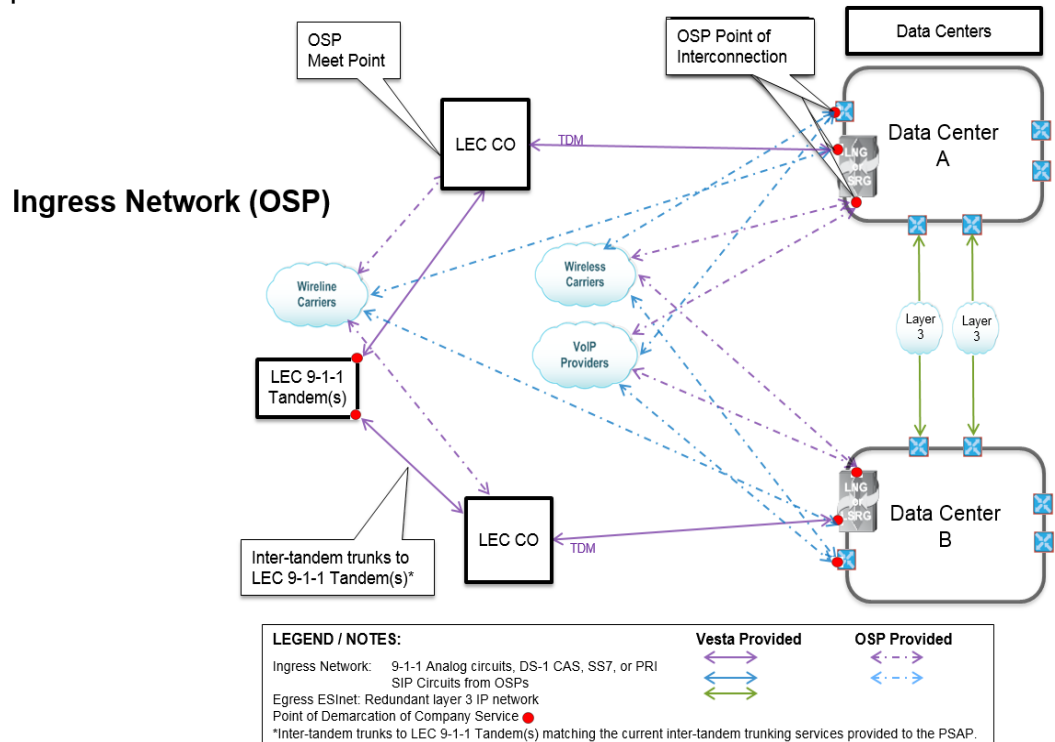 OSP
Meet Point
OSP Point of
Interconnection
Data Centers
LEC CO
TDM
LNG
or
LSRG
Data Center
A
Ingress Network (OSP)
Wireline
Carriers
Wireless
Carriers
VoIP
Providers
Layer
3
Layer
3
LEC 9-1-1
Tandem(s)
LNG
or
LSRG
Data Center
B
Inter-tandem trunks to
LEC 9-1-1 Tandem(s)*
LEC CO
TDM
LEGEND / NOTES:
Vesta Provided
OSP Provided
Ingress Network: 9-1-1 Analog circuits, DS-1 CAS, SS7, or PRI
SIP Circuits from OSPs
Egress ESInet: Redundant layer 3 IP network
Point of Demarcation of Company Service
*Inter-tandem trunks to LEC 9-1-1 Tandem(s) matching the current inter-tandem trunking services provided to the PSAP.